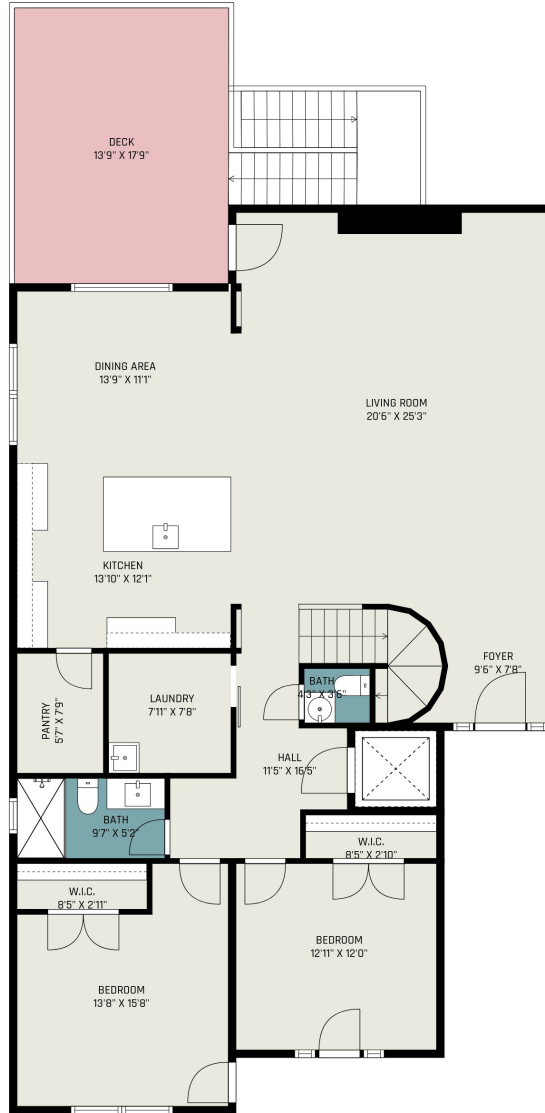 DECK
13'9" X 17'9"
DINING AREA
13'9" X 11'1"
LIVING ROOM
20'6" X 25'3"
KITCHEN
13'10" X 12'1"
FOYER
9'6" X 7'8"
BATH
4'3" X 3'6"
LAUNDRY
7'11" X 7'8"
PANTRY
5'7" X 7'9"
HALL
11'5" X 16'5"
BATH
9'7" X 5'2"
W.I.C.
8'5" X 2'10"
W.I.C.
8'5" X 2'11"
BEDROOM
12'11" X 12'0"
BEDROOM
13'8" X 15'8"